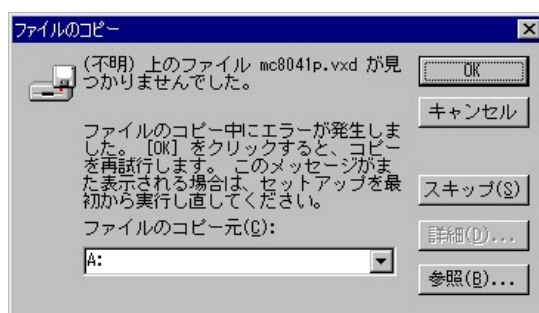 ファイルのコピー
(不明) 上のファイル mc8041p.vxd が見
つかりませんでした。
ファイルのコピー中にエラーが発生しま
した。 [OK] をクリックすると、コピー
を再試行します。 このメッセージがま
た表示される場合は、セットアップを最
初から実行し直してください。
ファイルのコピー元(C):
A:
OK
キャンセル
スキップ(S)
詳細(D)...
参照(B)...